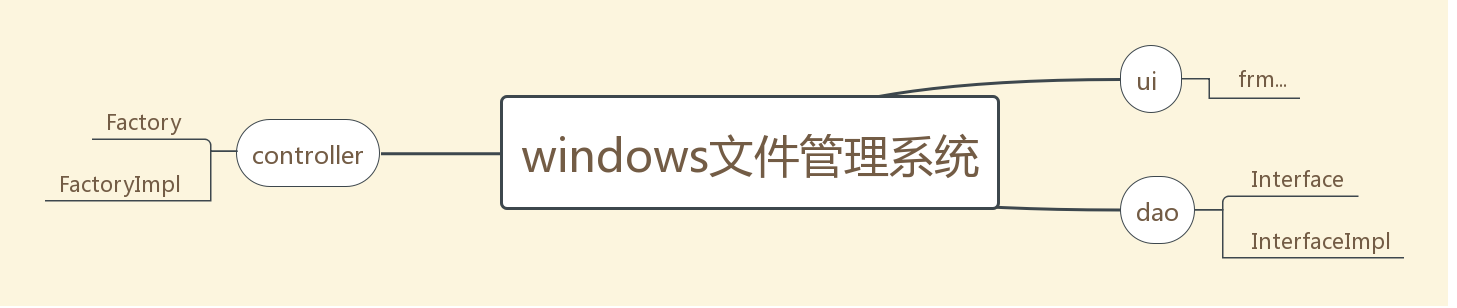 windows文件管理系统
ui
frm...
dao
Interface
InterfaceImpl
controller
Factory
FactoryImpl